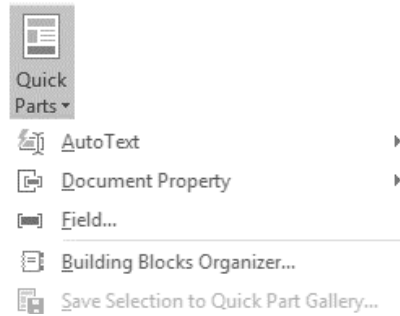 Quick
Parts
AutoText
Document Property
Field...
Building Blocks Organizer...
Save Selection to Quick Part Gallery...